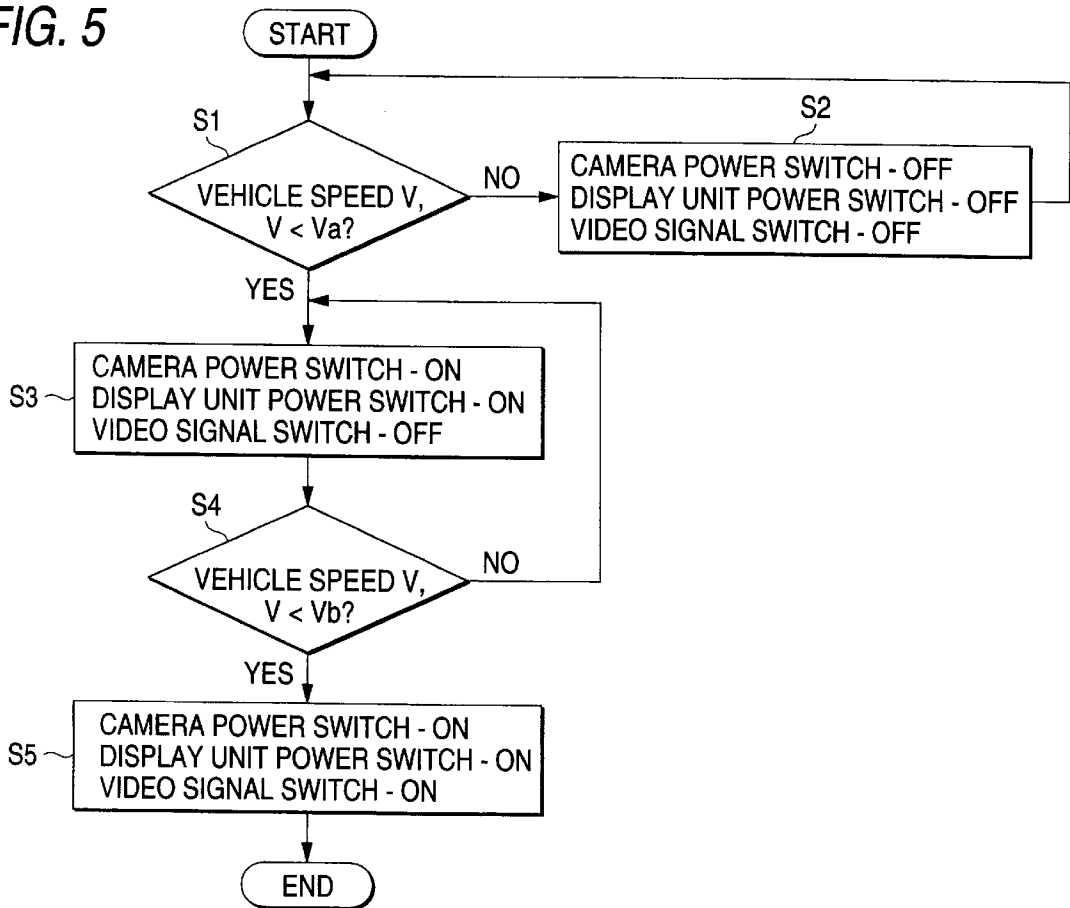 FIG. 5
START
S1
VEHICLE SPEED V,
V < Va?
NO
S2
CAMERA POWER SWITCH - OFF
DISPLAY UNIT POWER SWITCH - OFF
VIDEO SIGNAL SWITCH - OFF
YES
S3
CAMERA POWER SWITCH - ON
DISPLAY UNIT POWER SWITCH - ON
VIDEO SIGNAL SWITCH - OFF
S4
VEHICLE SPEED V,
V < Vb?
NO
YES
S5
CAMERA POWER SWITCH - ON
DISPLAY UNIT POWER SWITCH - ON
VIDEO SIGNAL SWITCH - ON
END